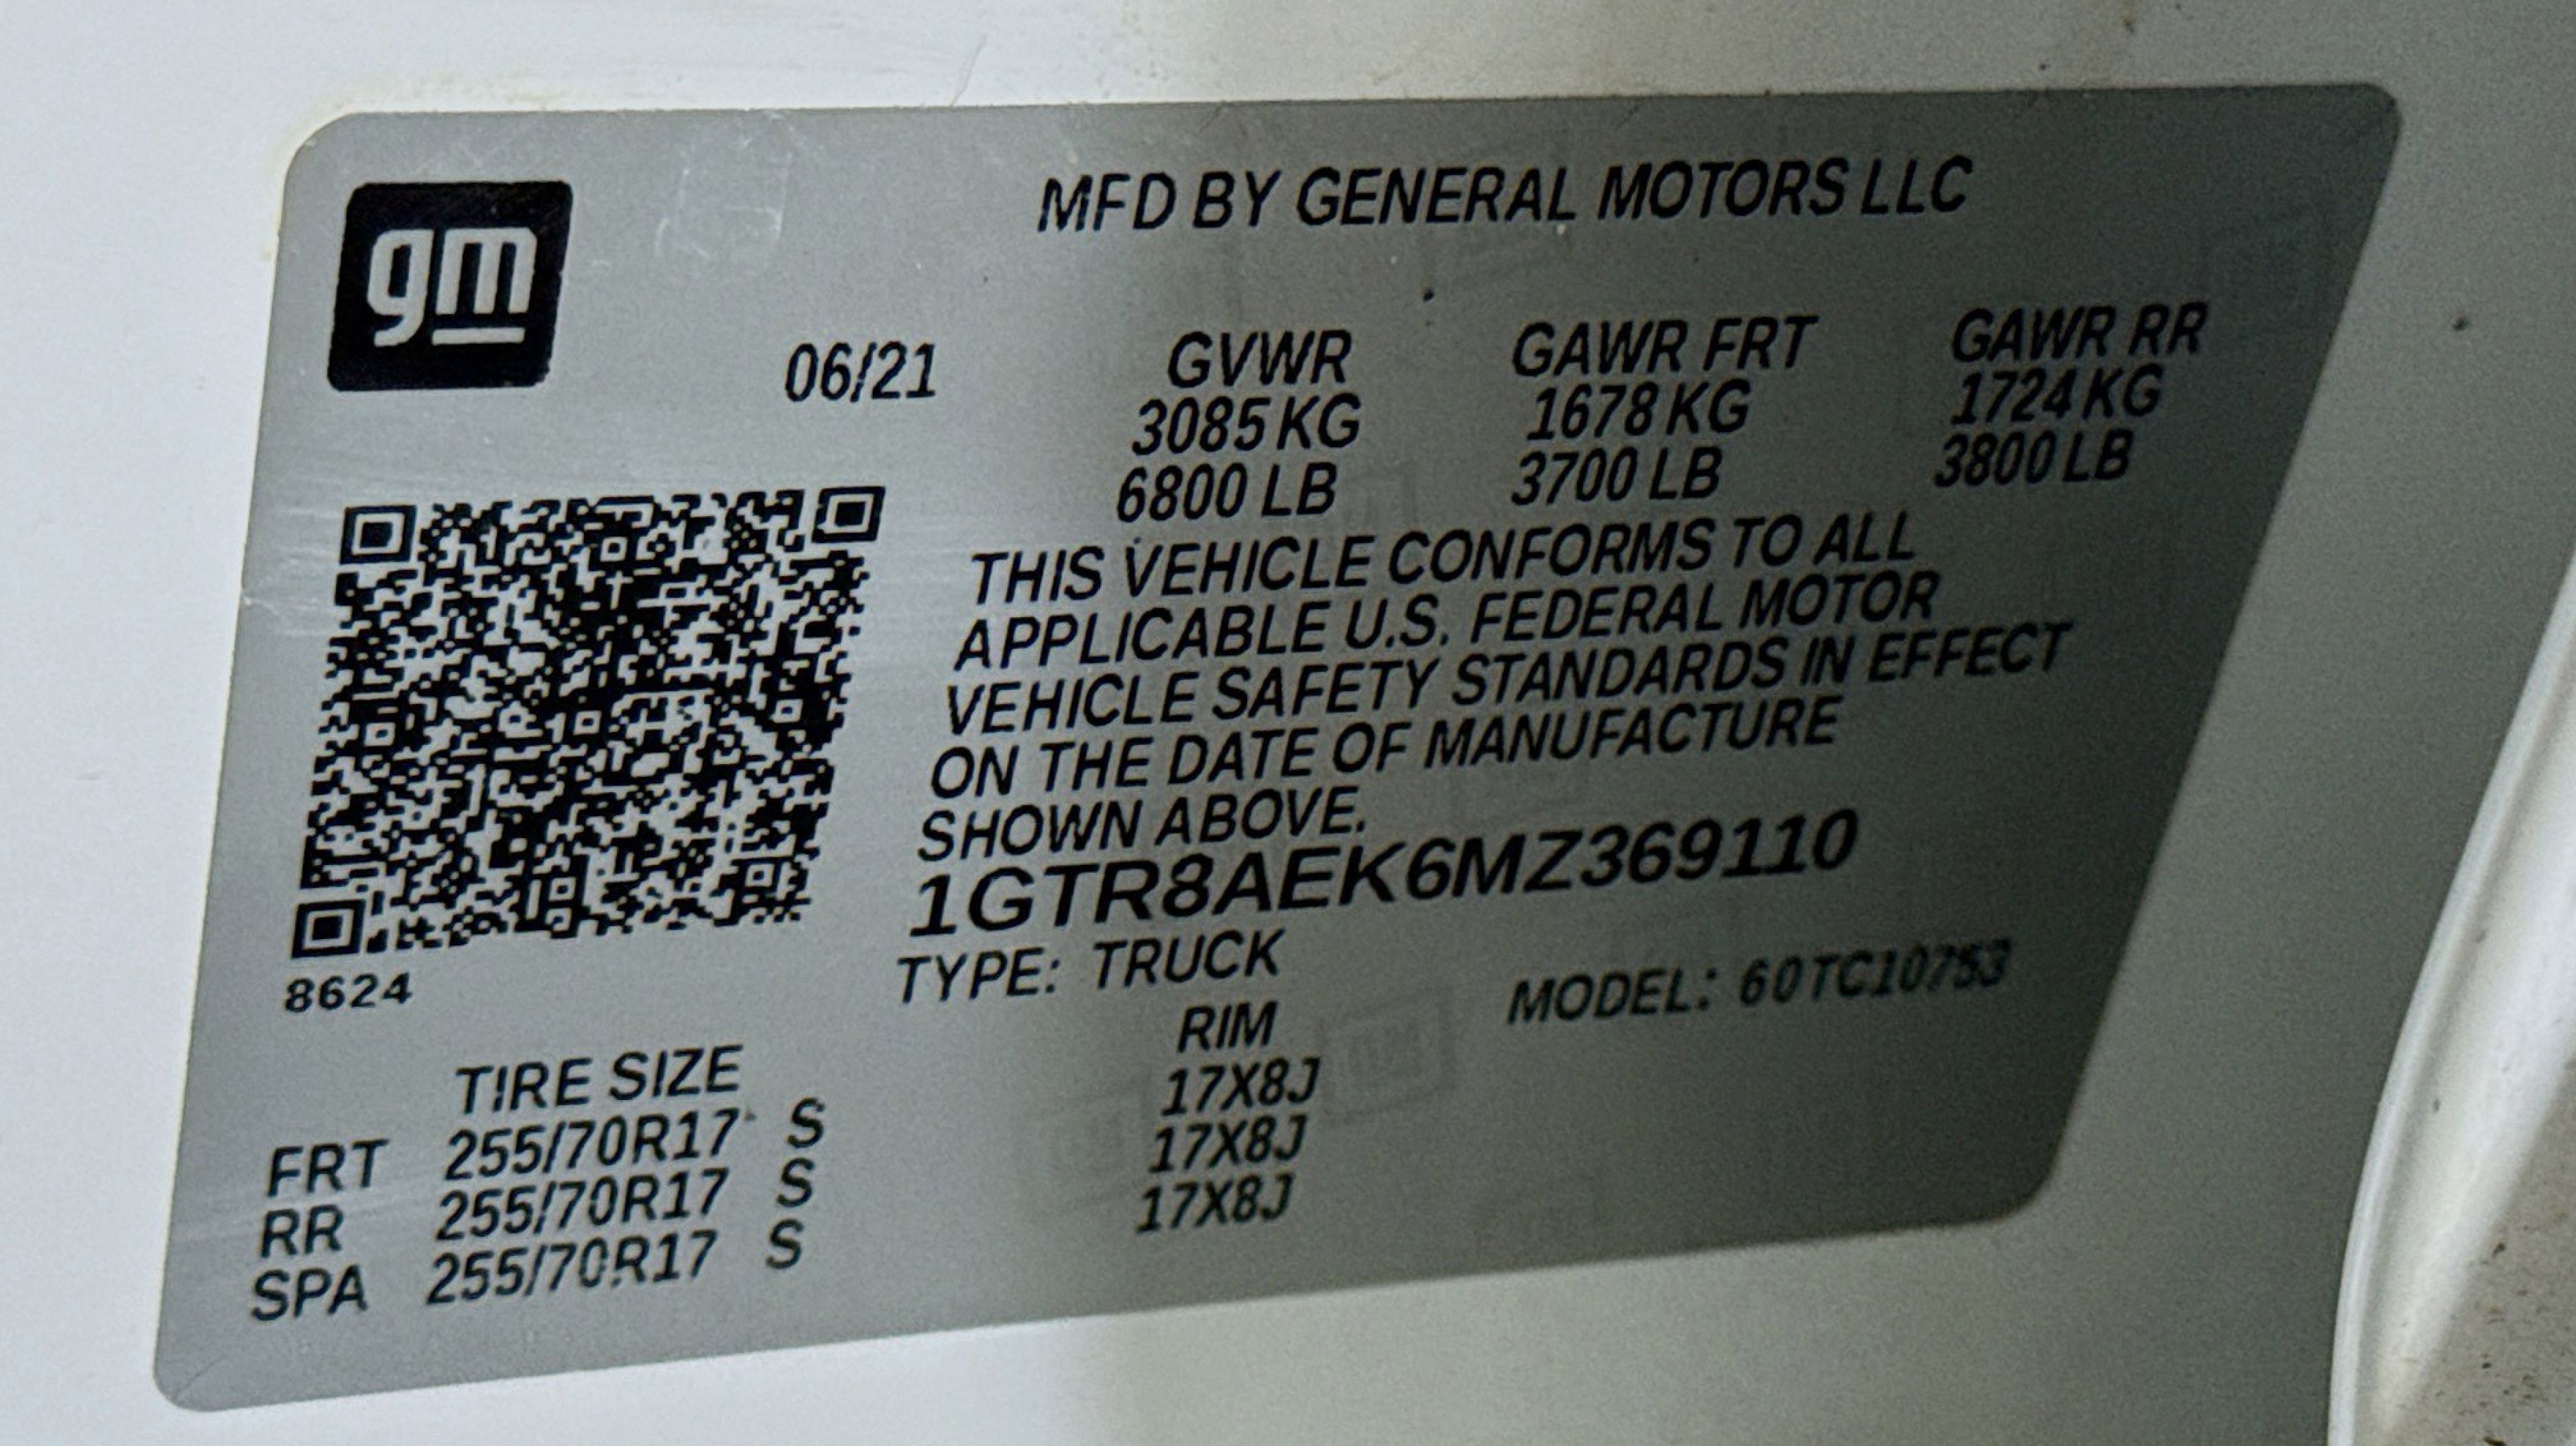 gm
MFD BY GENERAL MOTORS LLC
06/21 GVWR GAWR FRT GAWR RR
3085 KG 1678 KG 1724 KG
6800 LB 3700 LB 3800 LB
THIS VEHICLE CONFORMS TO ALL
APPLICABLE U.S. FEDERAL MOTOR
VEHICLE SAFETY STANDARDS IN EFFECT
ON THE DATE OF MANUFACTURE
SHOWN ABOVE.
1GTR8AEK6MZ369110
8624
TYPE: TRUCK MODEL: 60TC10753
TIRE SIZE RIM
FRT 255/70R17 S 17X8J
RR 255/70R17 S 17X8J
SPA 255/70R17 S 17X8J